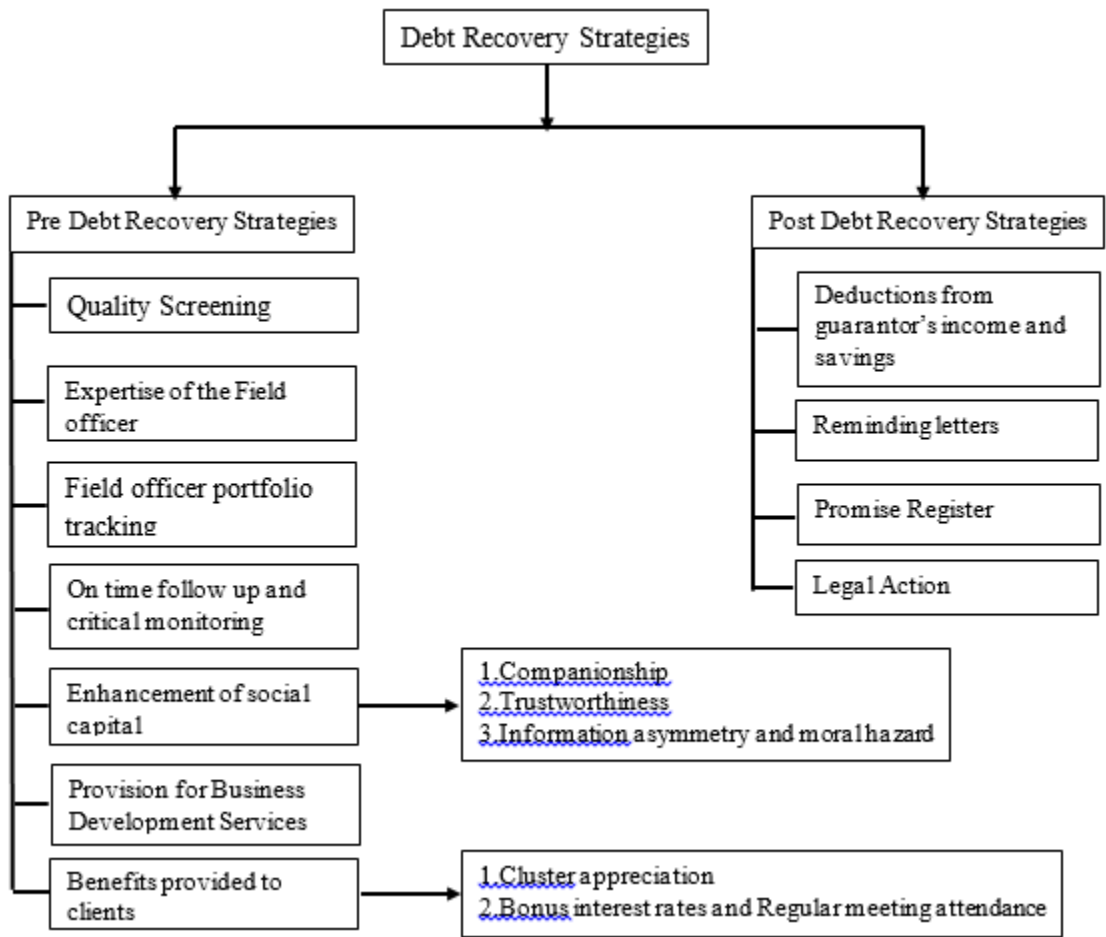 Debt Recovery Strategies
Pre Debt Recovery Strategies
Quality Screening
Expertise of the Field
officer
Field officer portfolio
tracking
On time follow up and
critical monitoring
Enhancement of social
capital
1.Companionship
2.Trustworthiness
3.Information asymmetry and moral hazard
Provision for Business
Development Services
Benefits provided to
clients
1.Cluster appreciation
2.Bonus interest rates and Regular meeting attendance
Post Debt Recovery Strategies
Deductions from
guarantor's income and
savings
Reminding letters
Promise Register
Legal Action